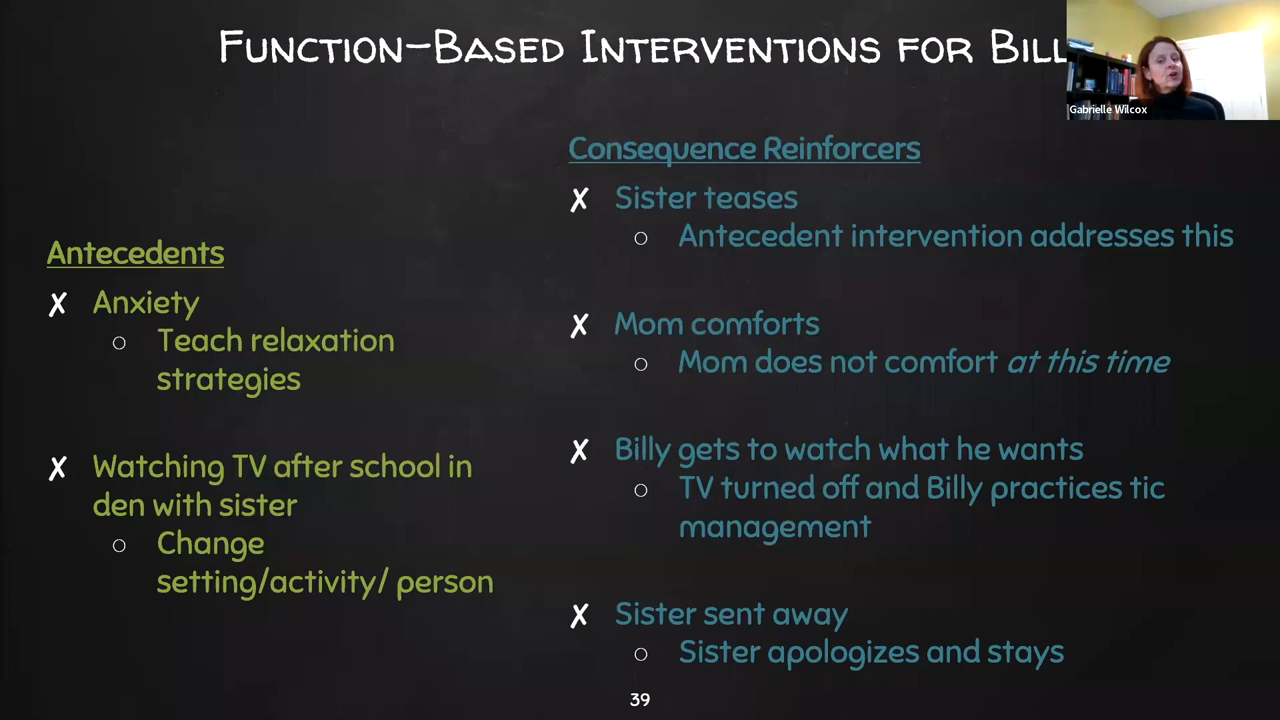 Function-Based Interventions for Bill
Gabrielle Wilcox
Antecedents
✗ Anxiety
○ Teach relaxation
strategies
✗ Watching TV after school in
den with sister
○ Change
setting/activity/ person
Consequence Reinforcers
✗ Sister teases
○ Antecedent intervention addresses this
✗ Mom comforts
○ Mom does not comfort at this time
✗ Billy gets to watch what he wants
○ TV turned off and Billy practices tic
management
✗ Sister sent away
○ Sister apologizes and stays
39